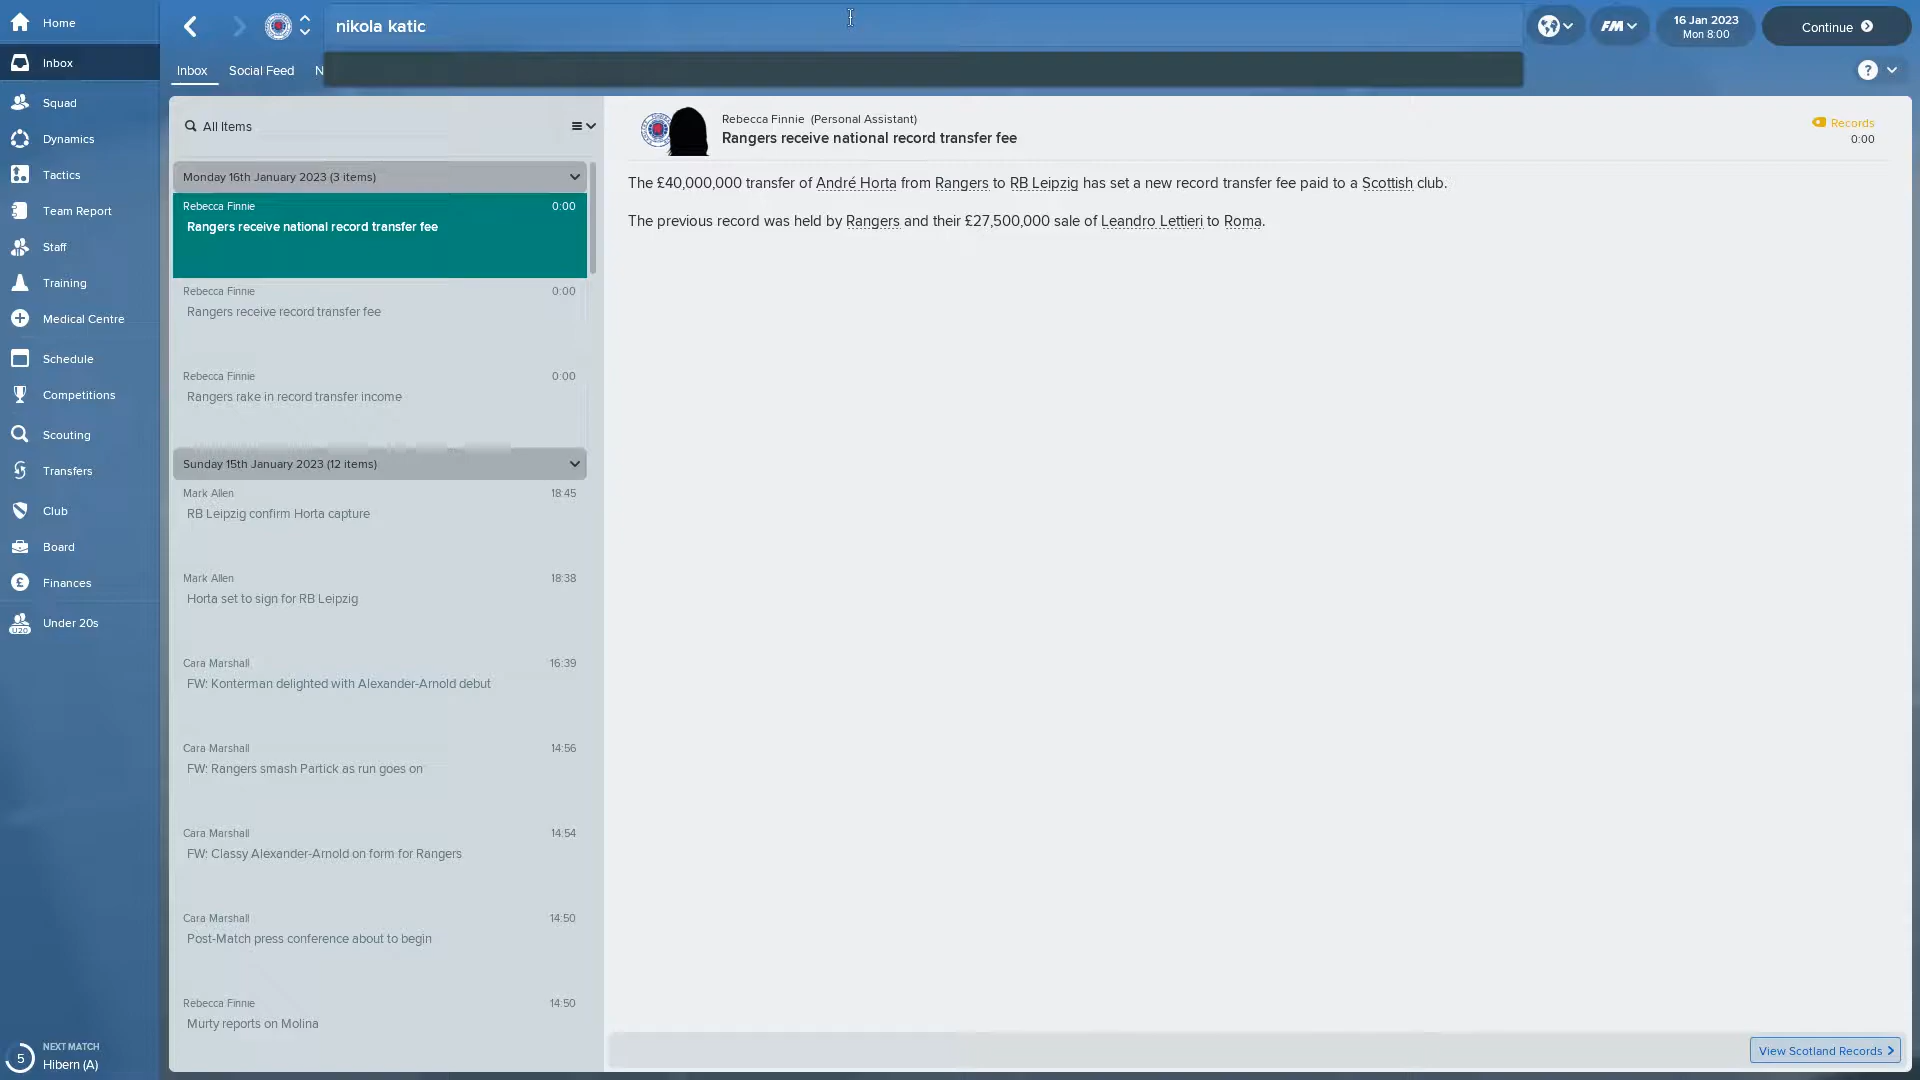 Home
nikola katic
FM
16 Jan 2023
Mon 8:00
Continue
Inbox
Inbox
Social Feed
N
?
Squad
Dynamics
Tactics
Team Report
Staff
Training
Medical Centre
Schedule
Competitions
Scouting
Transfers
Club
Board
Finances
U20
Under 20s
5
NEXT MATCH
Hibern (A)
All Items
Monday 16th January 2023 (3 items)
Rebecca Finnie 0:00
Rangers receive national record transfer fee
Rebecca Finnie 0:00
Rangers receive record transfer fee
Rebecca Finnie 0:00
Rangers rake in record transfer income
Sunday 15th January 2023 (12 items)
Mark Allen 18:45
RB Leipzig confirm Horta capture
Mark Allen 18:38
Horta set to sign for RB Leipzig
Cara Marshall 16:39
FW: Konterman delighted with Alexander-Arnold debut
Cara Marshall 14:56
FW: Rangers smash Partick as run goes on
Cara Marshall 14:54
FW: Classy Alexander-Arnold on form for Rangers
Cara Marshall 14:50
Post-Match press conference about to begin
Rebecca Finnie 14:50
Murty reports on Molina
Rebecca Finnie (Personal Assistant)
Rangers receive national record transfer fee
Records
0:00
The £40,000,000 transfer of André Horta from Rangers to RB Leipzig has set a new record transfer fee paid to a Scottish club.
The previous record was held by Rangers and their £27,500,000 sale of Leandro Lettieri to Roma.
View Scotland Records